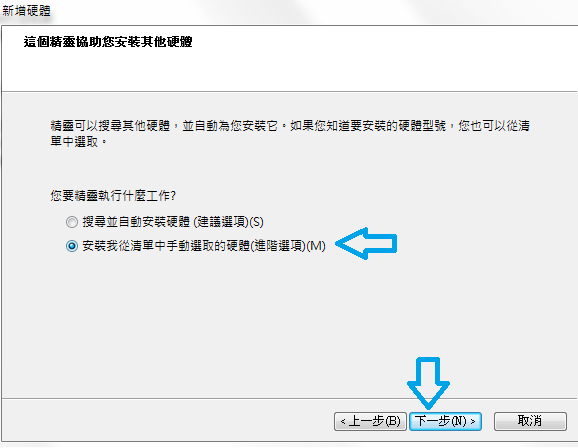 新增硬體
這個精靈協助您安裝其他硬體
精靈可以搜尋其他硬體，並自動為您安裝它。如果您知道要安裝的硬體型號，您也可以從清
單中選取。
您要精靈執行什麼工作?
搜尋並自動安裝硬體 (建議選項)(S)
安裝我從清單中手動選取的硬體(進階選項)(M)
< 上一步(B) 下一步(N) > 取消